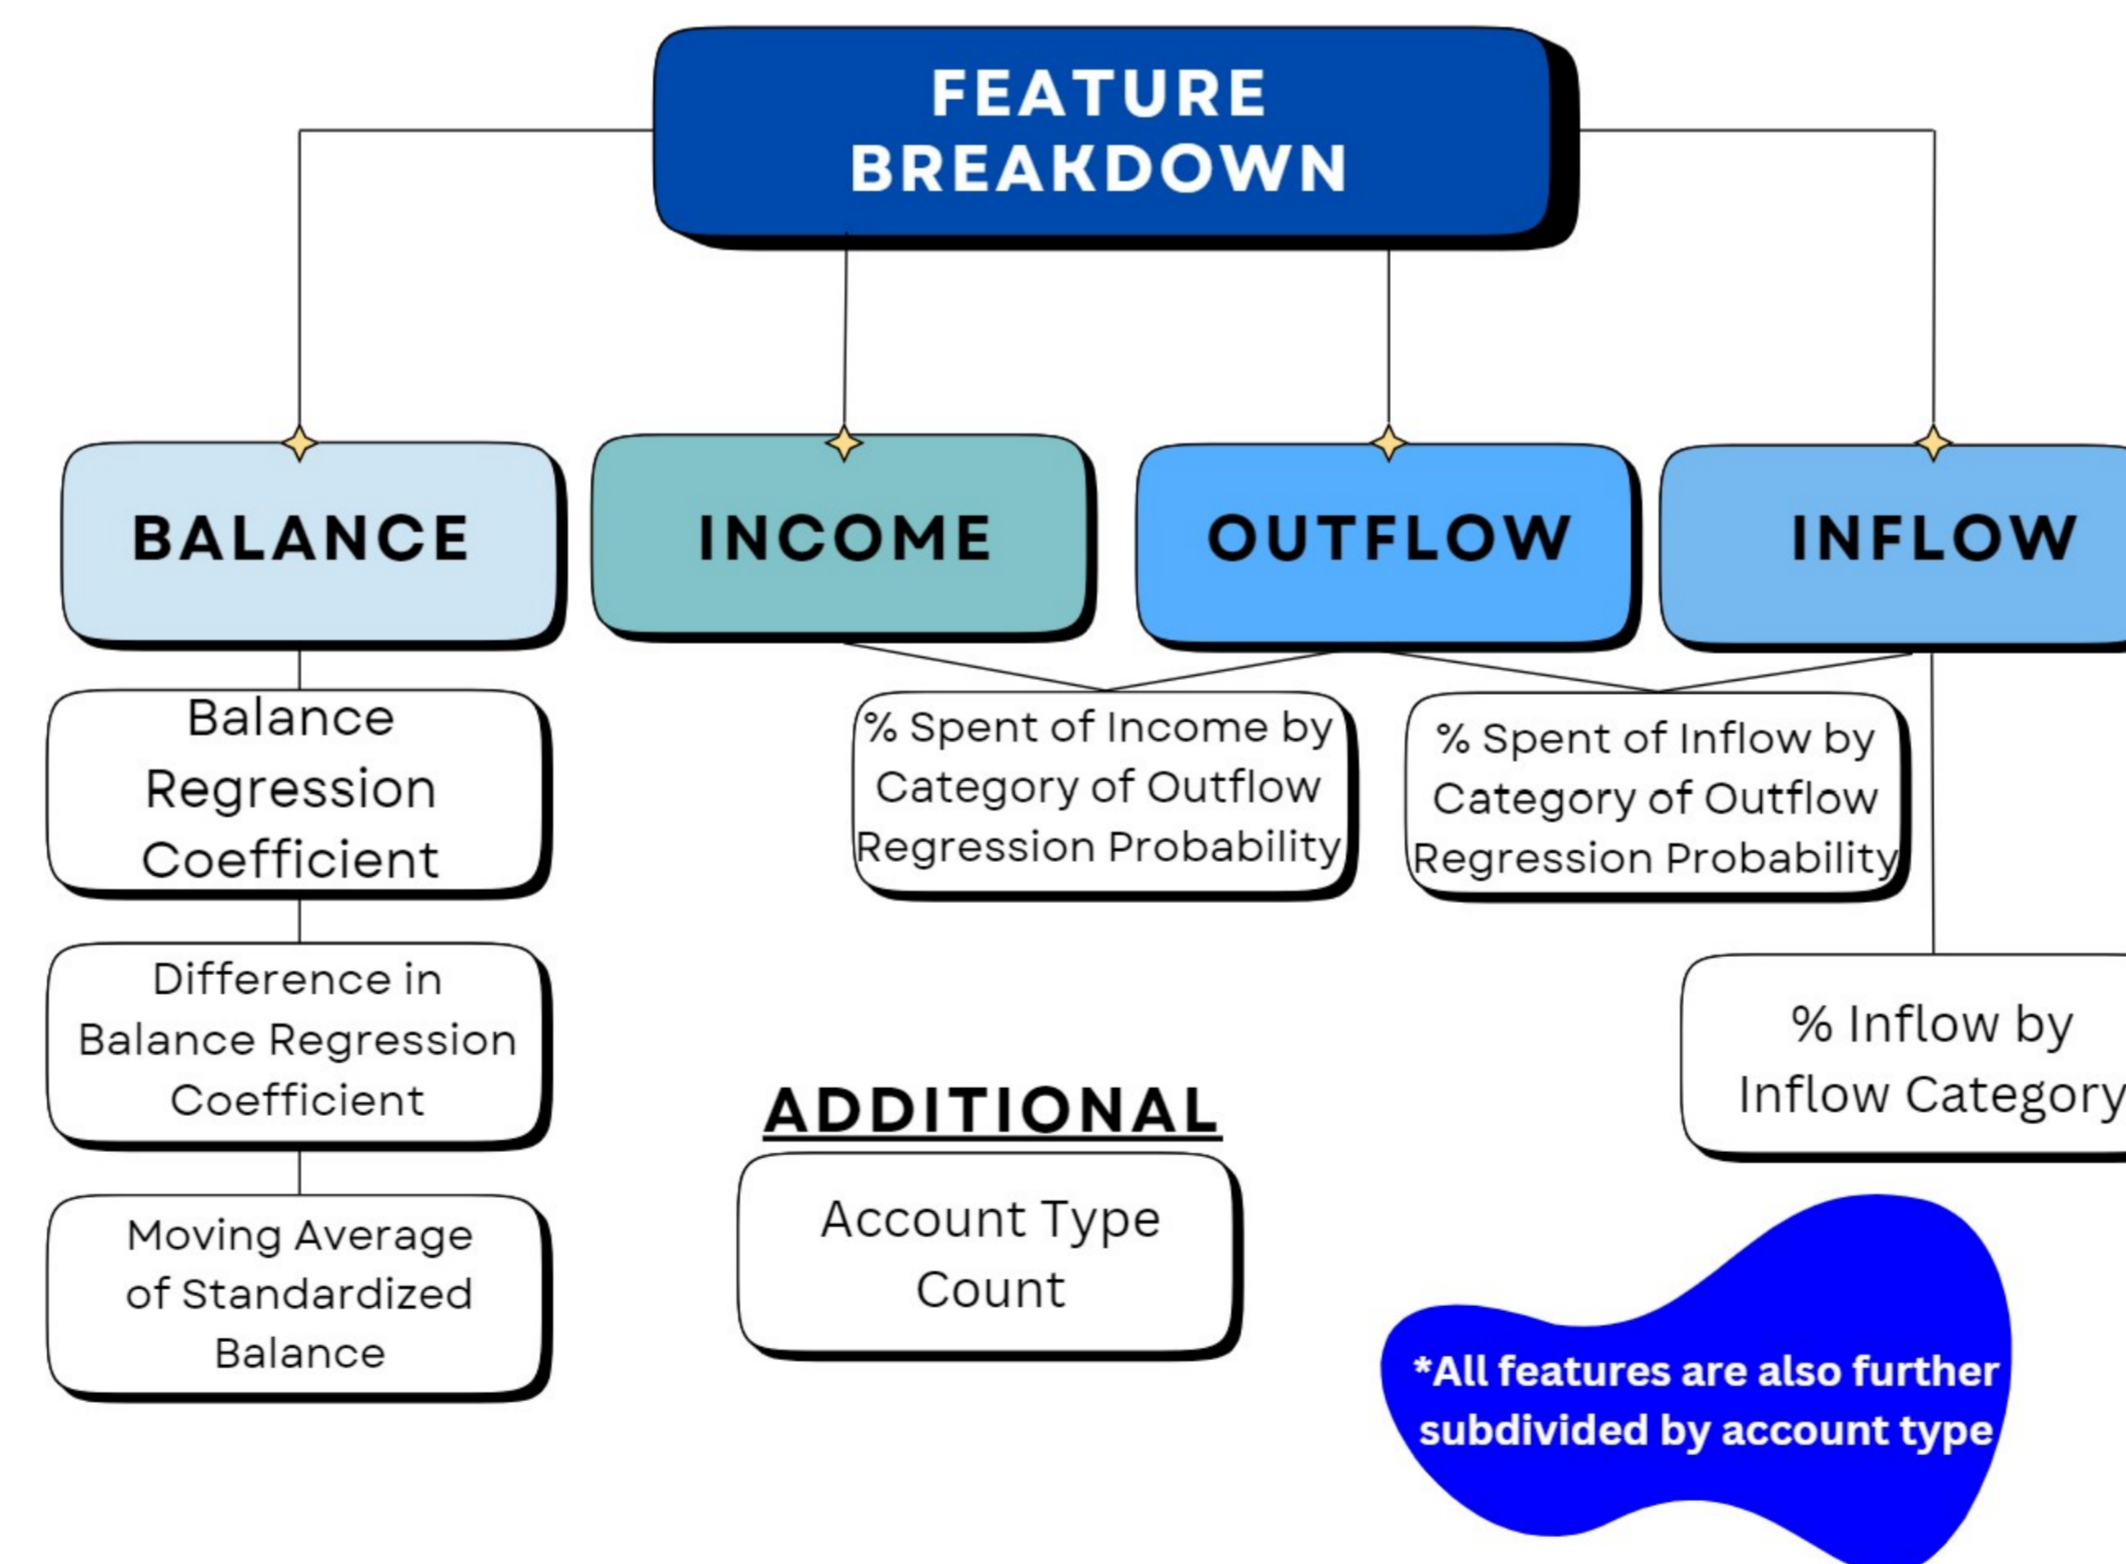 FEATURE
BREAKDOWN
BALANCE
INCOME
OUTFLOW
INFLOW
Balance
Regression
Coefficient
% Spent of Income by
Category of Outflow
Regression Probability
% Spent of Inflow by
Category of Outflow
Regression Probability
Difference in
Balance Regression
Coefficient
% Inflow by
Inflow Category
ADDITIONAL
Account Type
Count
Moving Average
of Standardized
Balance
*All features are also further
subdivided by account type